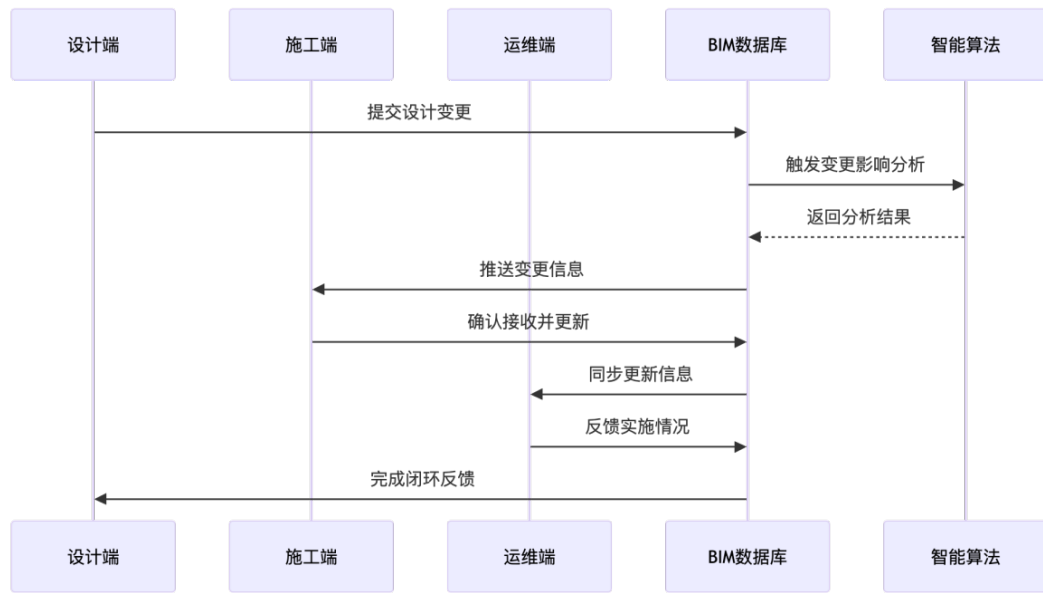 设计端
施工端
运维端
BIM数据库
智能算法
提交设计变更
触发变更影响分析
返回分析结果
推送变更信息
确认接收并更新
同步更新信息
反馈实施情况
完成闭环反馈
设计端
施工端
运维端
BIM数据库
智能算法